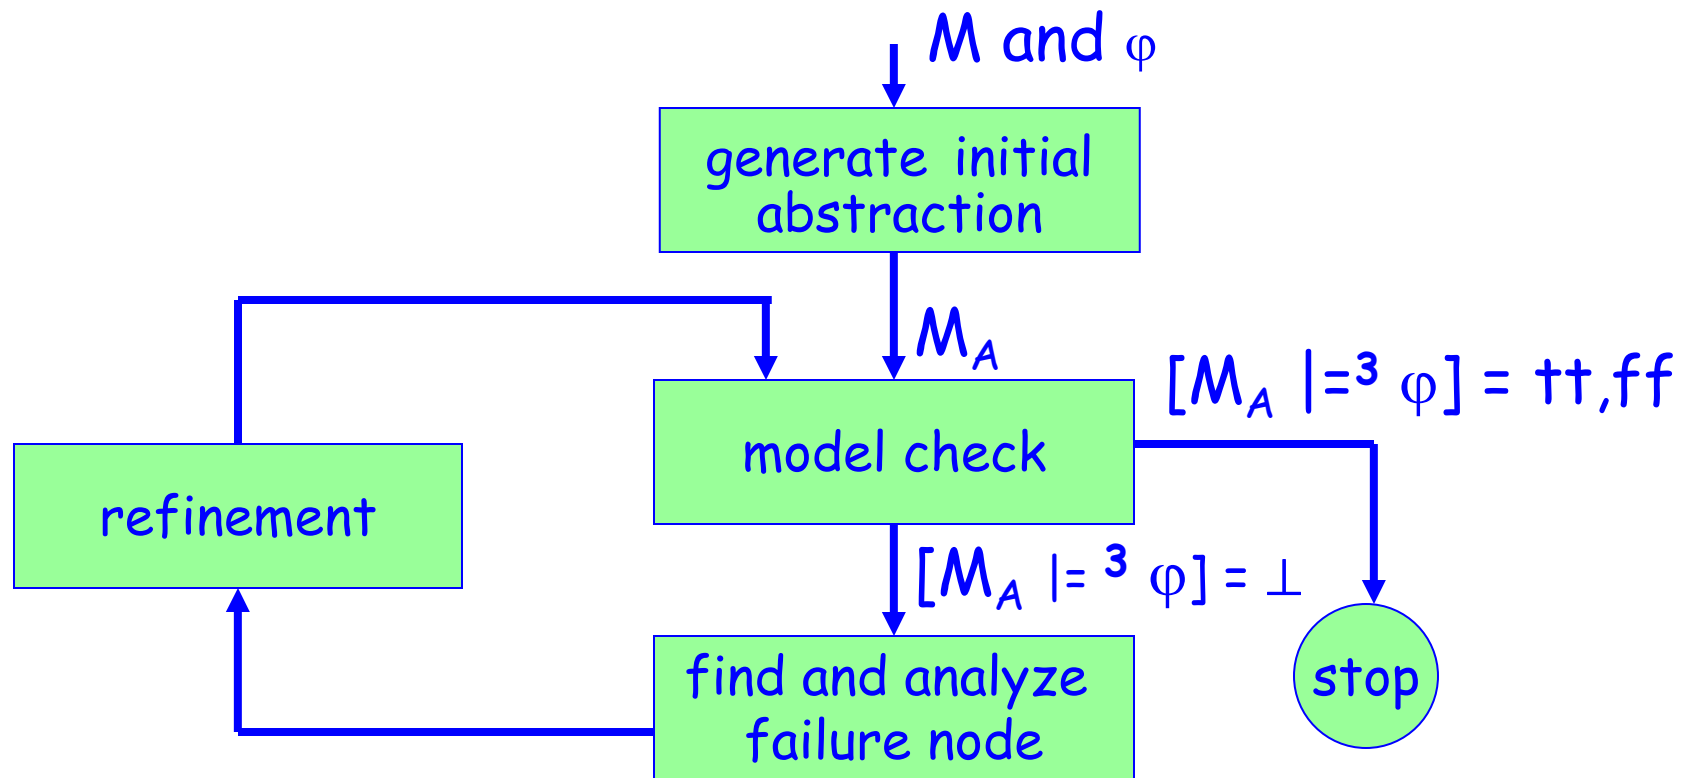 M and φ
generate initial
abstraction
M_A
[M_A |=³ φ] = tt,ff
model check
refinement
[M_A |= ³ φ] = ⊥
find and analyze
failure node
stop